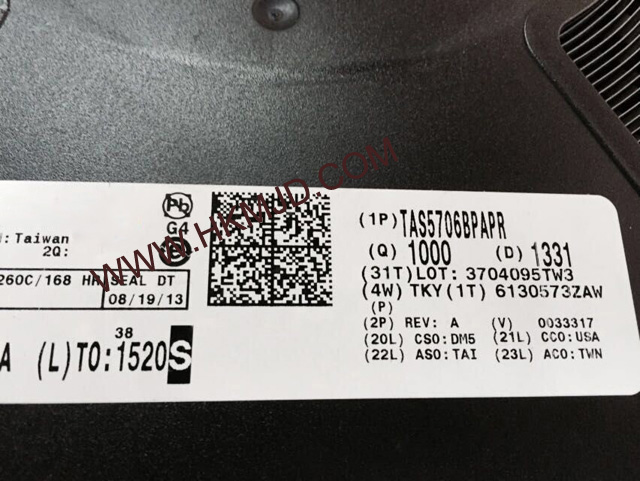 Pb
G4
: Taiwan
2Q:
260C/168 HR SEAL DT
08/19/13
38
A (L)TO:1520S
(1P) TAS5706BPAPR
(Q) 1000 (D) 1331
(31T)LOT: 3704095TW3
(4W) TKY(1T) 6130573ZAW
(P)
(2P) REV: A (V) 0033317
(20L) CSO:DM5 (21L) CCO:USA
(22L) ASO:TAI (23L) ACO:TWN
WWW.HKMJD.COM